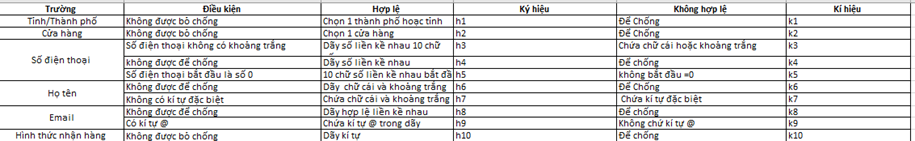 Trường Điều kiện Hợp lệ Ký hiệu Không hợp lệ Kí hiệu
Tỉnh/Thành phố Không được bỏ chống Chọn 1 thành phố hoặc tỉnh h1 Để Chống k1
Cửa hàng Không được bỏ chống Chọn 1 cửa hàng h2 Để Chống k2
Số điện thoại Số điện thoại không có khoảng trắng Dãy số liền kề nhau 10 chữ h3 Chứa chữ cái hoặc khoảng trắng k3
không được để chống Dãy số liền kề nhau h4 Để chống k4
Số điện thoại bắt đầu là số 0 10 chữ số liền kề nhau bắt đầ h5 không bắt đầu =0 k5
Họ tên Không được để chống Dãy chữ cái và khoảng trắng h6 Để Chống k6
Không có kí tự đặc biệt Chứa chữ cái và khoảng trắng h7 Chứa kí tự đặc biệt k7
Email Không được để chống Dãy hợp lệ liền kề nhau h8 Để chống k8
Có kí tự @ Chứa kí tự @ trong dãy h9 Không chứ kí tự @ k9
Hình thức nhận hàng Không được bỏ chống Dãy kí tự h10 Để chống k10